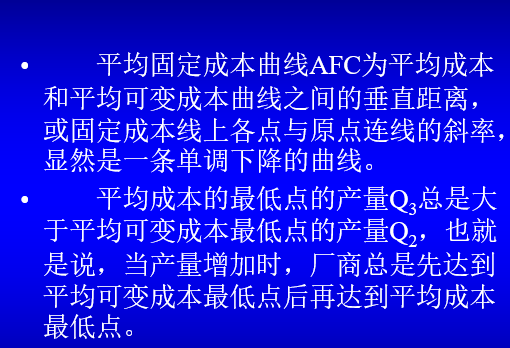 • 平均固定成本曲线AFC为平均成本
和平均可变成本曲线之间的垂直距离，
或固定成本线上各点与原点连线的斜率，
显然是一条单调下降的曲线。
• 平均成本的最低点的产量Q₃总是大
于平均可变成本最低点的产量Q₂，也就
是说，当产量增加时，厂商总是先达到
平均可变成本最低点后再达到平均成本
最低点。